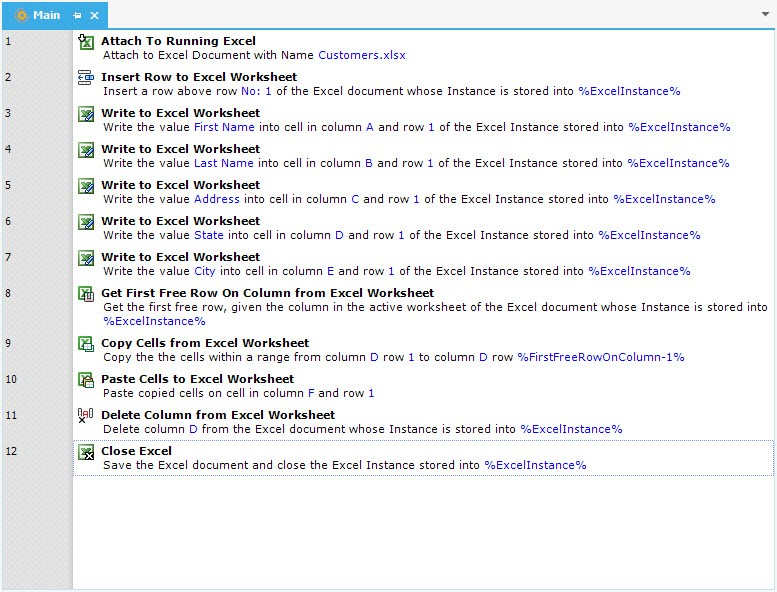 Main
1
Attach To Running Excel
Attach to Excel Document with Name Customers.xlsx
2
Insert Row to Excel Worksheet
Insert a row above row No: 1 of the Excel document whose Instance is stored into %ExcelInstance%
3
Write to Excel Worksheet
Write the value First Name into cell in column A and row 1 of the Excel Instance stored into %ExcelInstance%
4
Write to Excel Worksheet
Write the value Last Name into cell in column B and row 1 of the Excel Instance stored into %ExcelInstance%
5
Write to Excel Worksheet
Write the value Address into cell in column C and row 1 of the Excel Instance stored into %ExcelInstance%
6
Write to Excel Worksheet
Write the value State into cell in column D and row 1 of the Excel Instance stored into %ExcelInstance%
7
Write to Excel Worksheet
Write the value City into cell in column E and row 1 of the Excel Instance stored into %ExcelInstance%
8
Get First Free Row On Column from Excel Worksheet
Get the first free row, given the column in the active worksheet of the Excel document whose Instance is stored into
%ExcelInstance%
9
Copy Cells from Excel Worksheet
Copy the the cells within a range from column D row 1 to column D row %FirstFreeRowOnColumn-1%
10
Paste Cells to Excel Worksheet
Paste copied cells on cell in column F and row 1
11
Delete Column from Excel Worksheet
Delete column D from the Excel document whose Instance is stored into %ExcelInstance%
12
Close Excel
Save the Excel document and close the Excel Instance stored into %ExcelInstance%